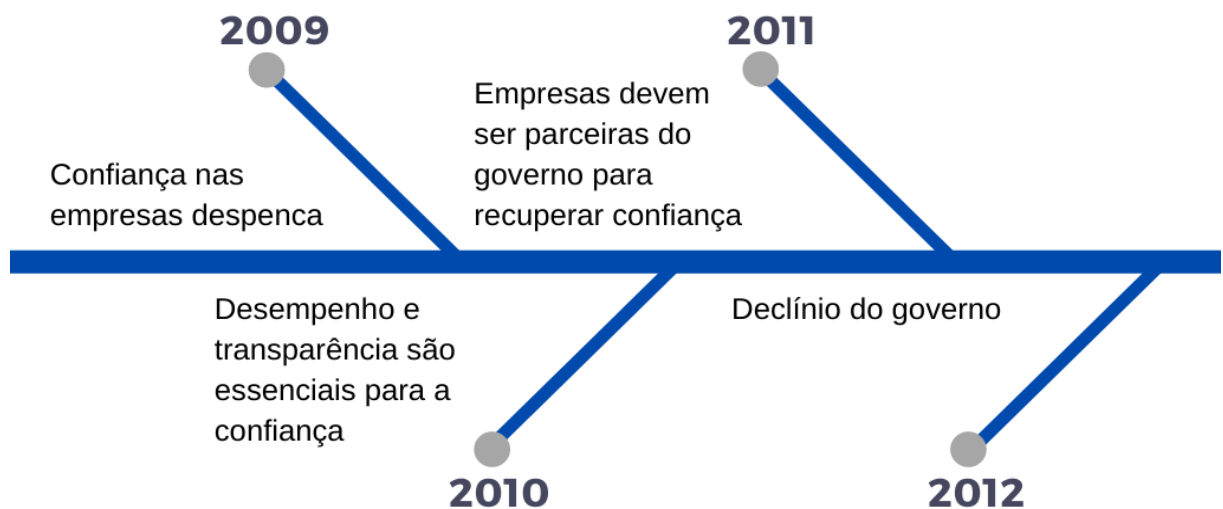 2009
Confiança nas
empresas despenca
Desempenho e
transparência são
essenciais para a
confiança
2010
2011
Empresas devem
ser parceiras do
governo para
recuperar confiança
Declínio do governo
2012